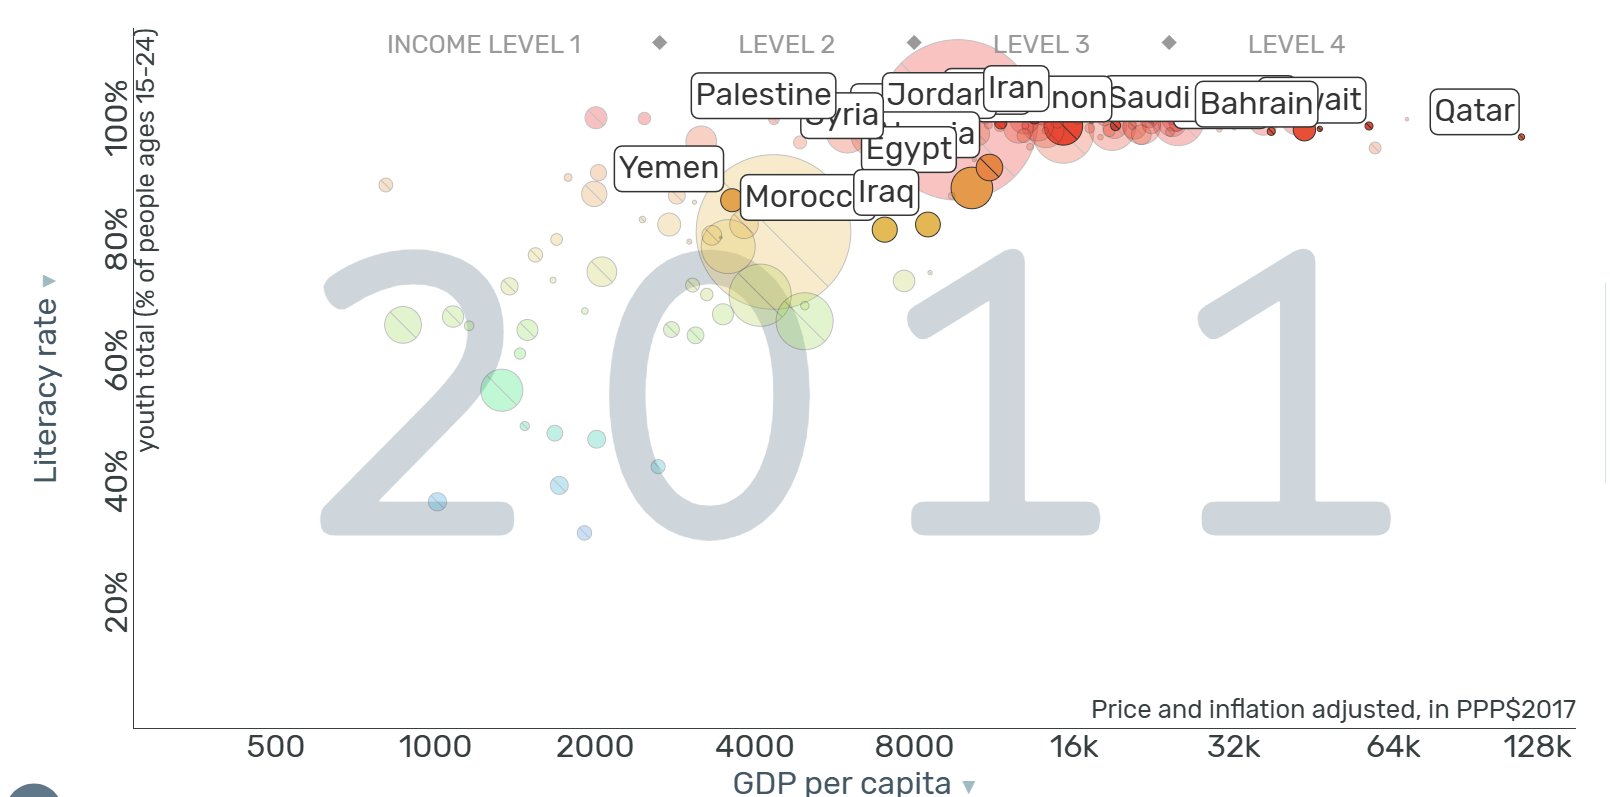 INCOME LEVEL 1 ◆ LEVEL 2 ◆ LEVEL 3 ◆ LEVEL 4
Palestine
Jordan
Iran
Saudi
Bahrain
Qatar
Yemen
Egypt
Morocc
Iraq
2011
100%
80%
60%
40%
20%
Literacy rate ▼
youth total (% of people ages 15-24)
Price and inflation adjusted, in PPP$2017
500 1000 2000 4000 8000 16k 32k 64k 128k
GDP per capita ▼